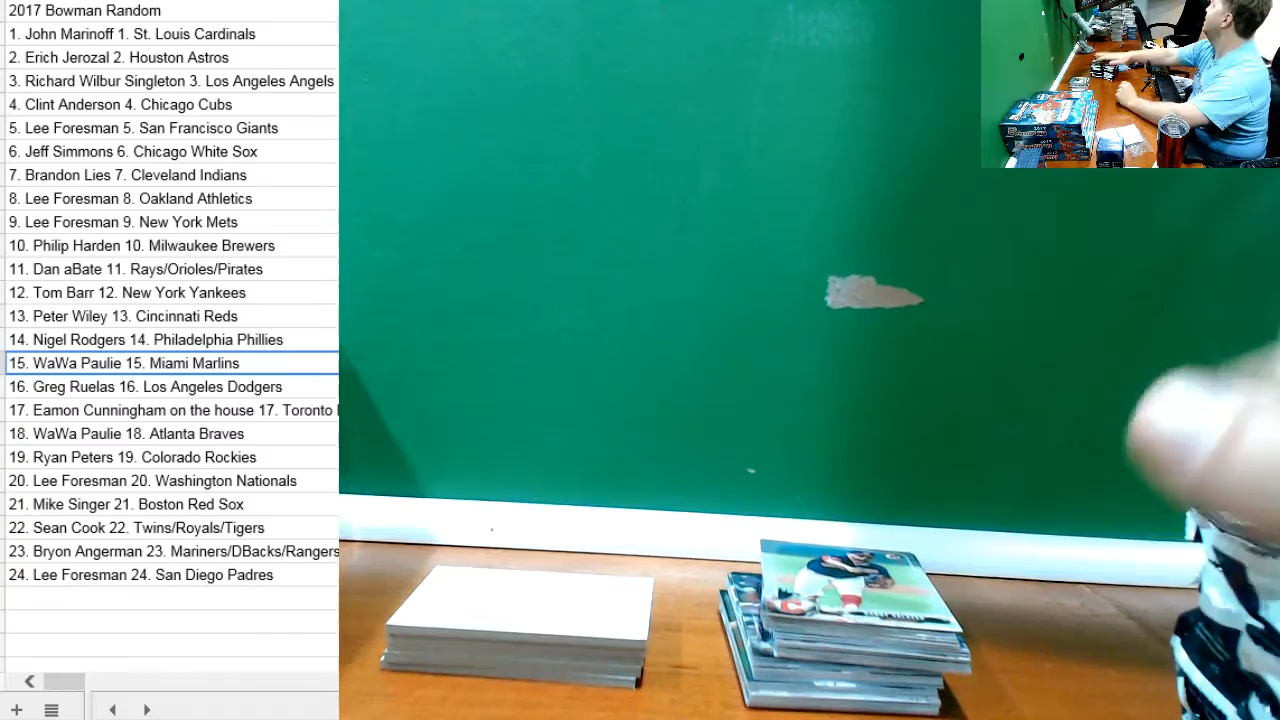 2017 Bowman Random
1. John Marinoff 1. St. Louis Cardinals
2. Erich Jerozal 2. Houston Astros
3. Richard Wilbur Singleton 3. Los Angeles Angels
4. Clint Anderson 4. Chicago Cubs
5. Lee Foresman 5. San Francisco Giants
6. Jeff Simmons 6. Chicago White Sox
7. Brandon Lies 7. Cleveland Indians
8. Lee Foresman 8. Oakland Athletics
9. Lee Foresman 9. New York Mets
10. Philip Harden 10. Milwaukee Brewers
11. Dan aBate 11. Rays/Orioles/Pirates
12. Tom Barr 12. New York Yankees
13. Peter Wiley 13. Cincinnati Reds
14. Nigel Rodgers 14. Philadelphia Phillies
15. WaWa Paulie 15. Miami Marlins
16. Greg Ruelas 16. Los Angeles Dodgers
17. Eamon Cunningham on the house 17. Toronto
18. WaWa Paulie 18. Atlanta Braves
19. Ryan Peters 19. Colorado Rockies
20. Lee Foresman 20. Washington Nationals
21. Mike Singer 21. Boston Red Sox
22. Sean Cook 22. Twins/Royals/Tigers
23. Bryon Angerman 23. Mariners/DBacks/Rangers
24. Lee Foresman 24. San Diego Padres